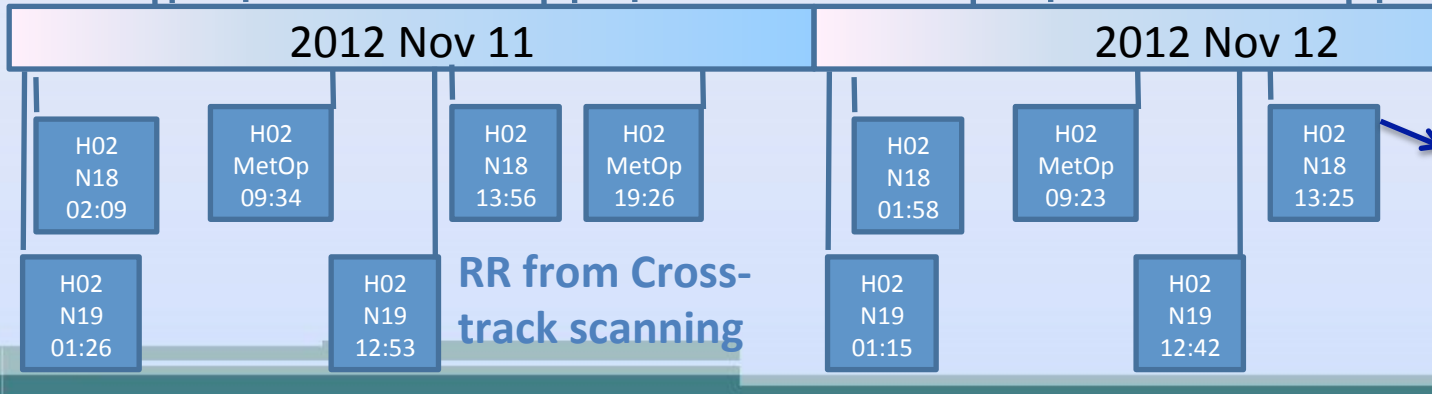 2012 Nov 11
2012 Nov 12
H02
N18
02:09
H02
MetOp
09:34
H02
N18
13:56
H02
MetOp
19:26
H02
N18
01:58
H02
MetOp
09:23
H02
N18
13:25
H02
N19
01:26
H02
N19
12:53
RR from Cross-
track scanning
H02
N19
01:15
H02
N19
12:42